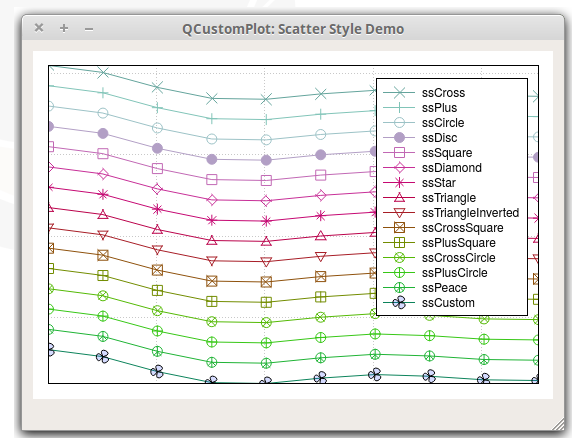 QCustomPlot: Scatter Style Demo
ssCross
ssPlus
ssCircle
ssDisc
ssSquare
ssDiamond
ssStar
ssTriangle
ssTriangleInverted
ssCrossSquare
ssPlusSquare
ssCrossCircle
ssPlusCircle
ssPeace
ssCustom